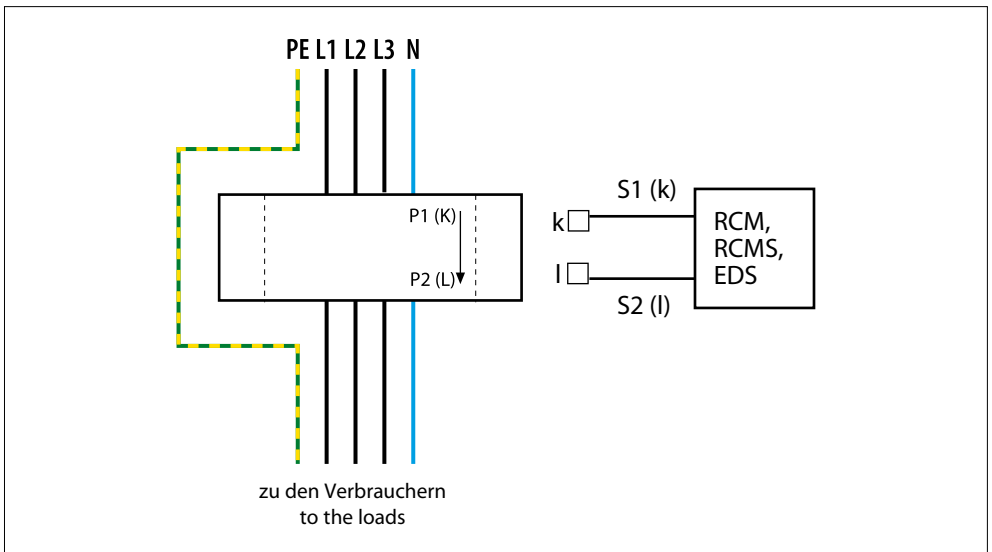 PE L1 L2 L3 N
P1 (K)
P2 (L)
S1 (k)
k
l
S2 (l)
RCM,
RCMS,
EDS
zu den Verbrauchern
to the loads